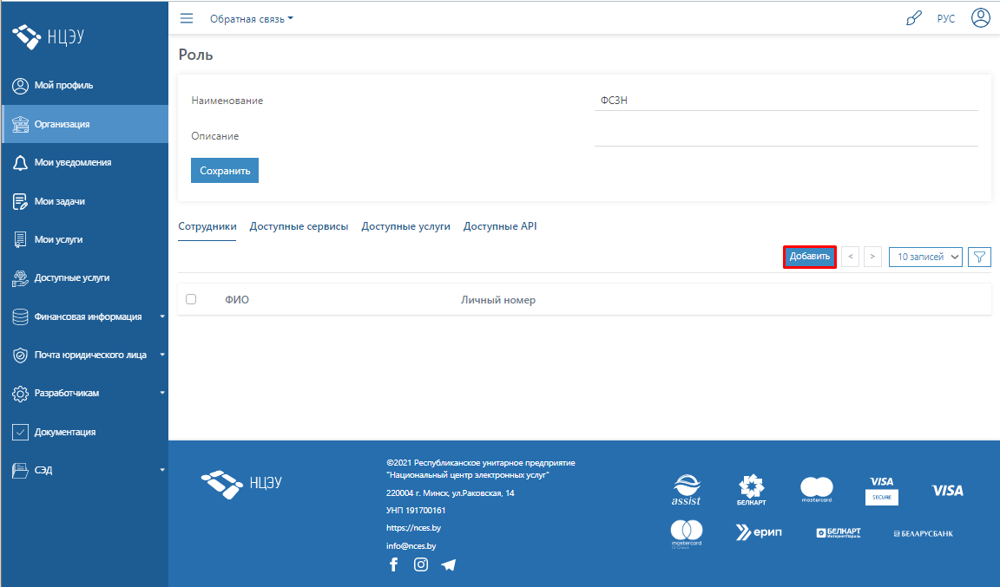 НЦЭУ
Обратная связь
РУС
Мой профиль
Организация
Мои уведомления
Мои задачи
Мои услуги
Доступные услуги
Финансовая информация
Почта юридического лица
Разработчикам
Документация
СЭД
Роль
Наименование
ФСЗН
Описание
Сохранить
Сотрудники Доступные сервисы Доступные услуги Доступные API
Добавить < > 10 записей
ФИО Личный номер
НЦЭУ
©2021 Республиканское унитарное предприятие
"Национальный центр электронных услуг"
220004 г. Минск, ул.Раковская, 14
УНП 191700161
https://nces.by
info@nces.by
assist
БЕЛКАРТ
mastercard
VISA
SECURE
VISA
mastercard
ерип
БЕЛКАРТ
ИнтернетПароль
БЕЛАРУСБАНК